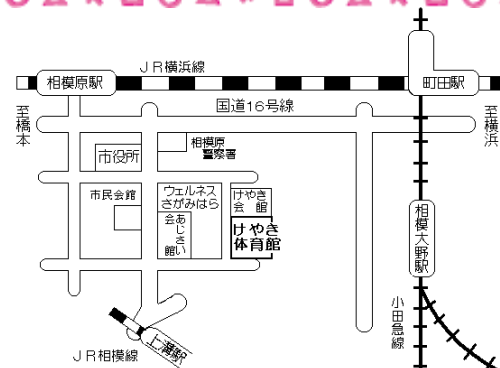 JR横浜線
相模原駅
町田駅
至橋本
国道16号線
至横浜
市役所
相模原
警察署
市民会館
ウェルネス
さがみはら
あじさい
会館
けやき
会館
けやき
体育館
相模大野駅
小田急線
上溝駅
JR相模線